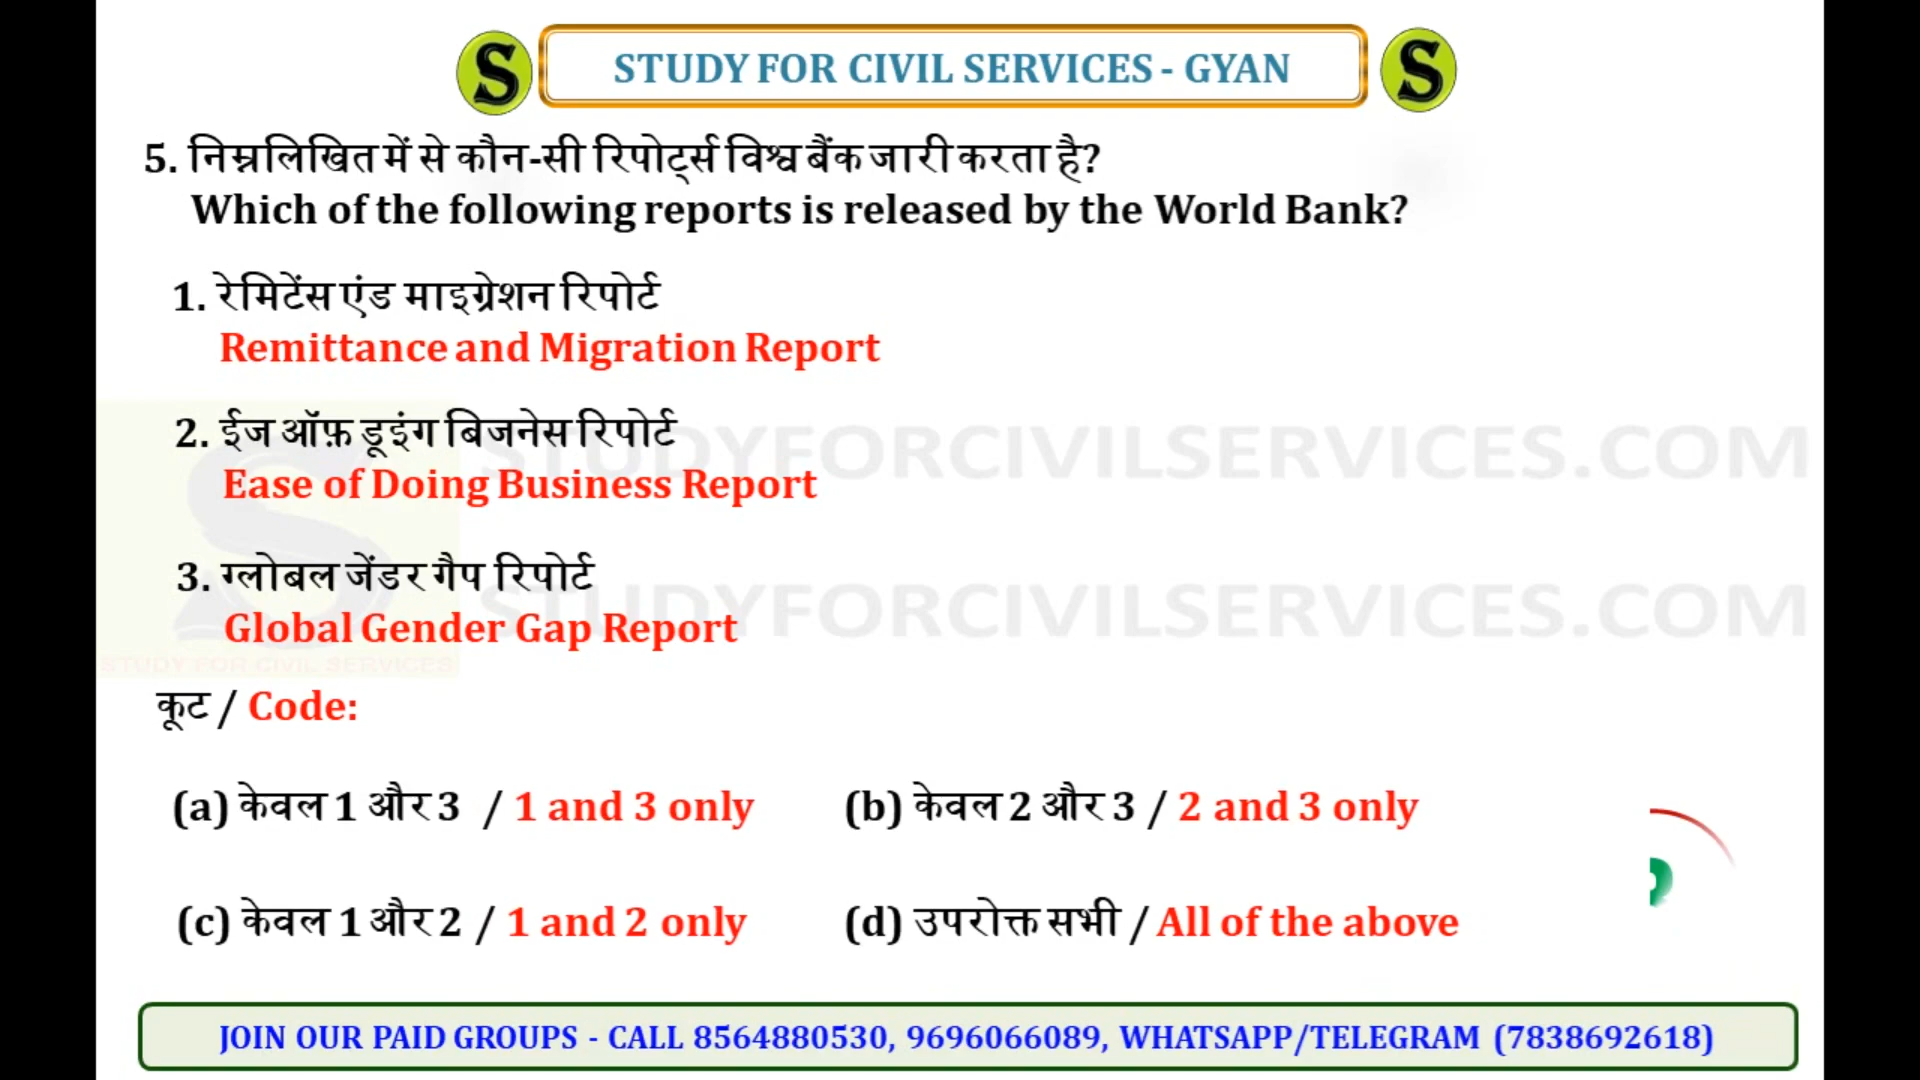 STUDY FOR CIVIL SERVICES - GYAN
5. निम्नलिखित में से कौन-सी रिपोर्ट्स विश्व बैंक जारी करता है?
Which of the following reports is released by the World Bank?
1. रेमिटेंस एंड माइग्रेशन रिपोर्ट
Remittance and Migration Report
2. ईज ऑफ़ डूइंग बिजनेस रिपोर्ट
Ease of Doing Business Report
3. ग्लोबल जेंडर गैप रिपोर्ट
Global Gender Gap Report
कूट / Code:
(a) केवल 1 और 3 / 1 and 3 only (b) केवल 2 और 3 / 2 and 3 only
(c) केवल 1 और 2 / 1 and 2 only (d) उपरोक्त सभी / All of the above
JOIN OUR PAID GROUPS - CALL 8564880530, 9696066089, WHATSAPP/TELEGRAM (7838692618)
STUDYFORCIVILSERVICES.COM
STUDYFORCIVILSERVICES.COM
STUDY FOR CIVIL SERVICES